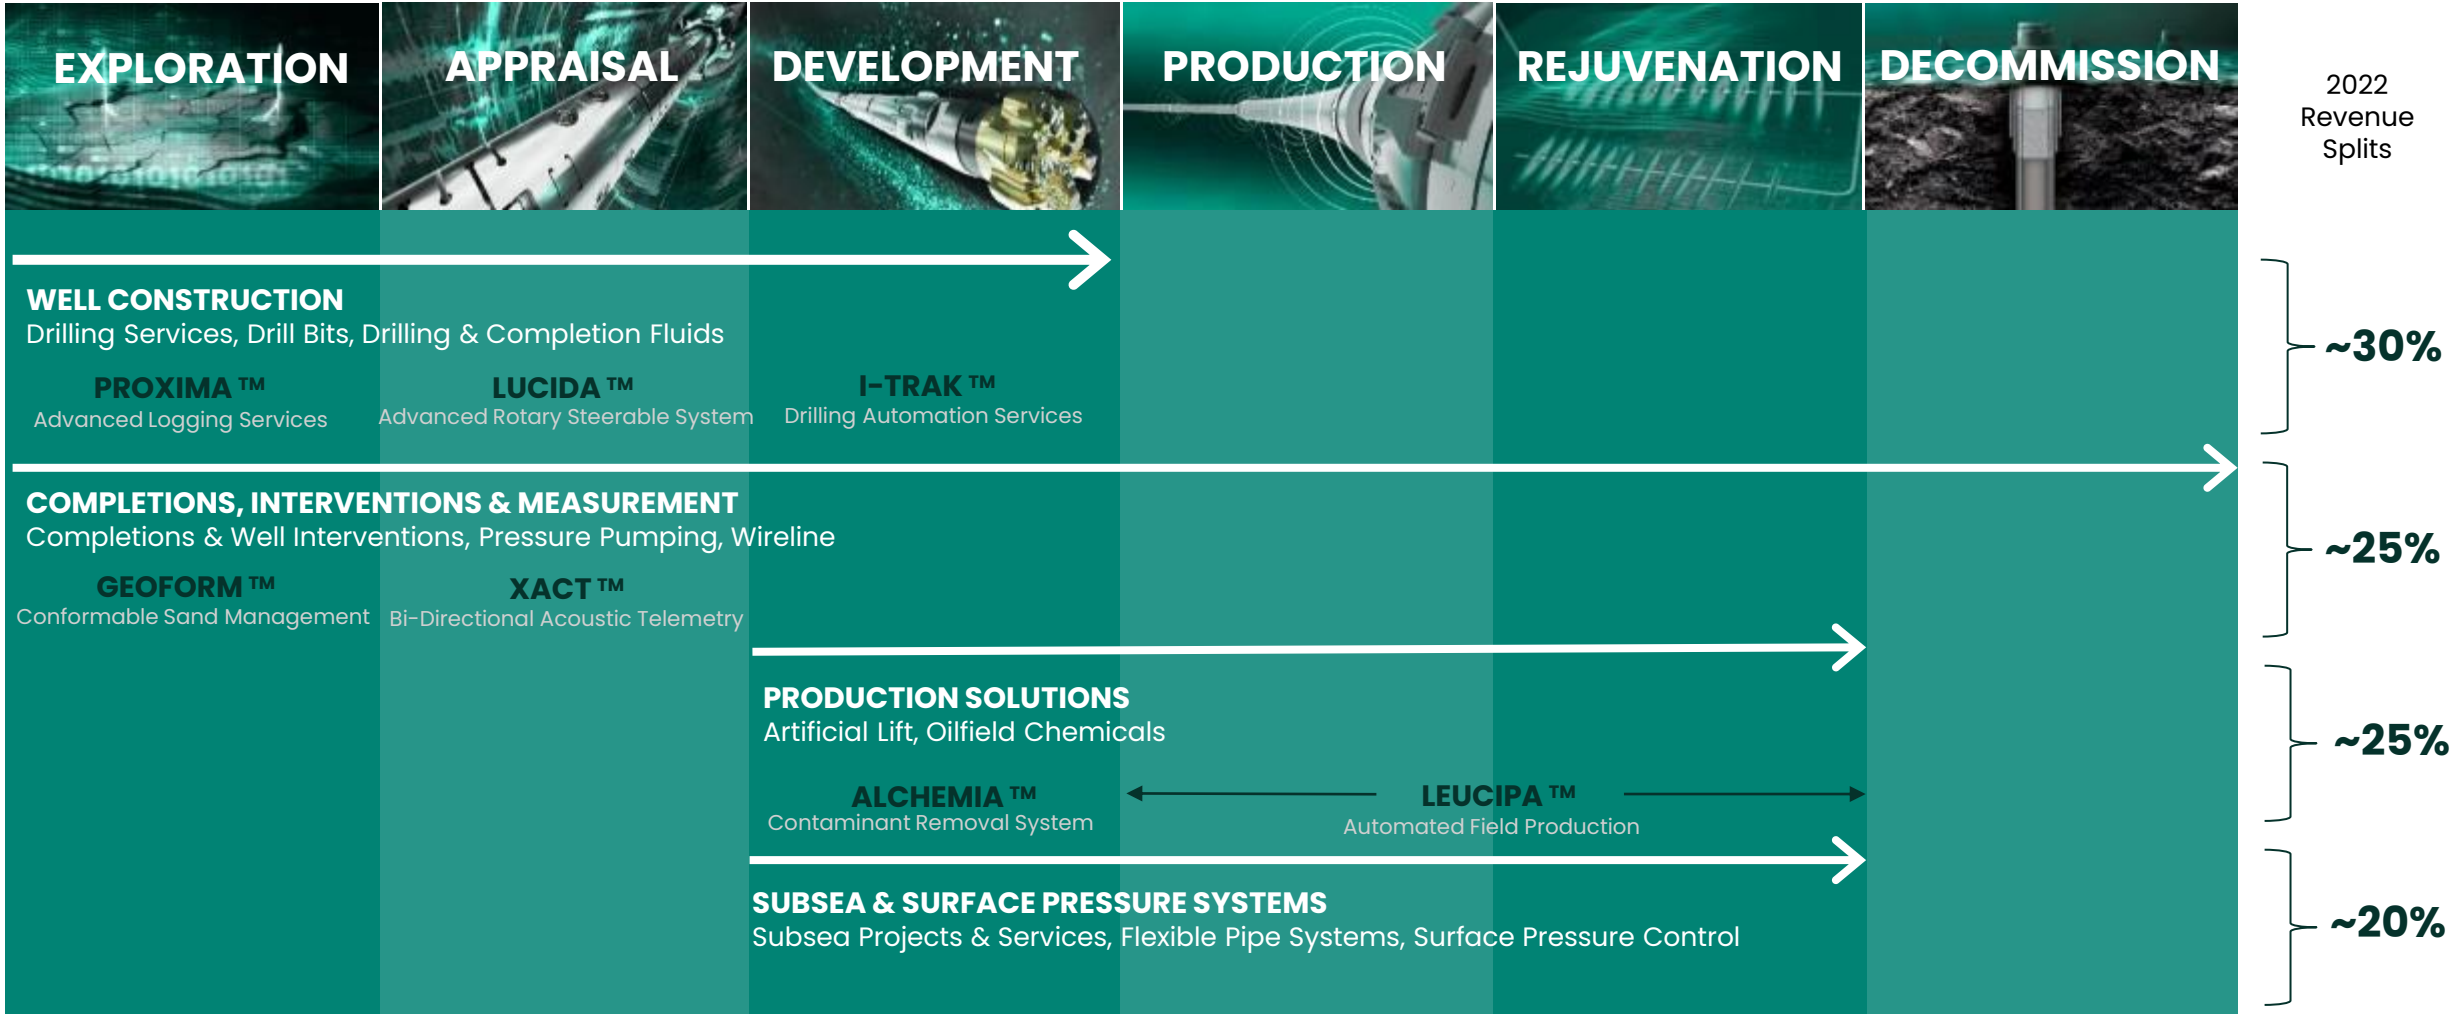 EXPLORATION
APPRAISAL
DEVELOPMENT
PRODUCTION
REJUVENATION
DECOMMISSION
2022
Revenue
Splits
WELL CONSTRUCTION
Drilling Services, Drill Bits, Drilling & Completion Fluids
~30%
PROXIMA ™
Advanced Logging Services
LUCIDA ™
Advanced Rotary Steerable System
I-TRAK ™
Drilling Automation Services
COMPLETIONS, INTERVENTIONS & MEASUREMENT
Completions & Well Interventions, Pressure Pumping, Wireline
~25%
GEOFORM ™
Conformable Sand Management
XACT ™
Bi-Directional Acoustic Telemetry
PRODUCTION SOLUTIONS
Artificial Lift, Oilfield Chemicals
~25%
ALCHEMIA ™
Contaminant Removal System
LEUCIPA ™
Automated Field Production
SUBSEA & SURFACE PRESSURE SYSTEMS
Subsea Projects & Services, Flexible Pipe Systems, Surface Pressure Control
~20%